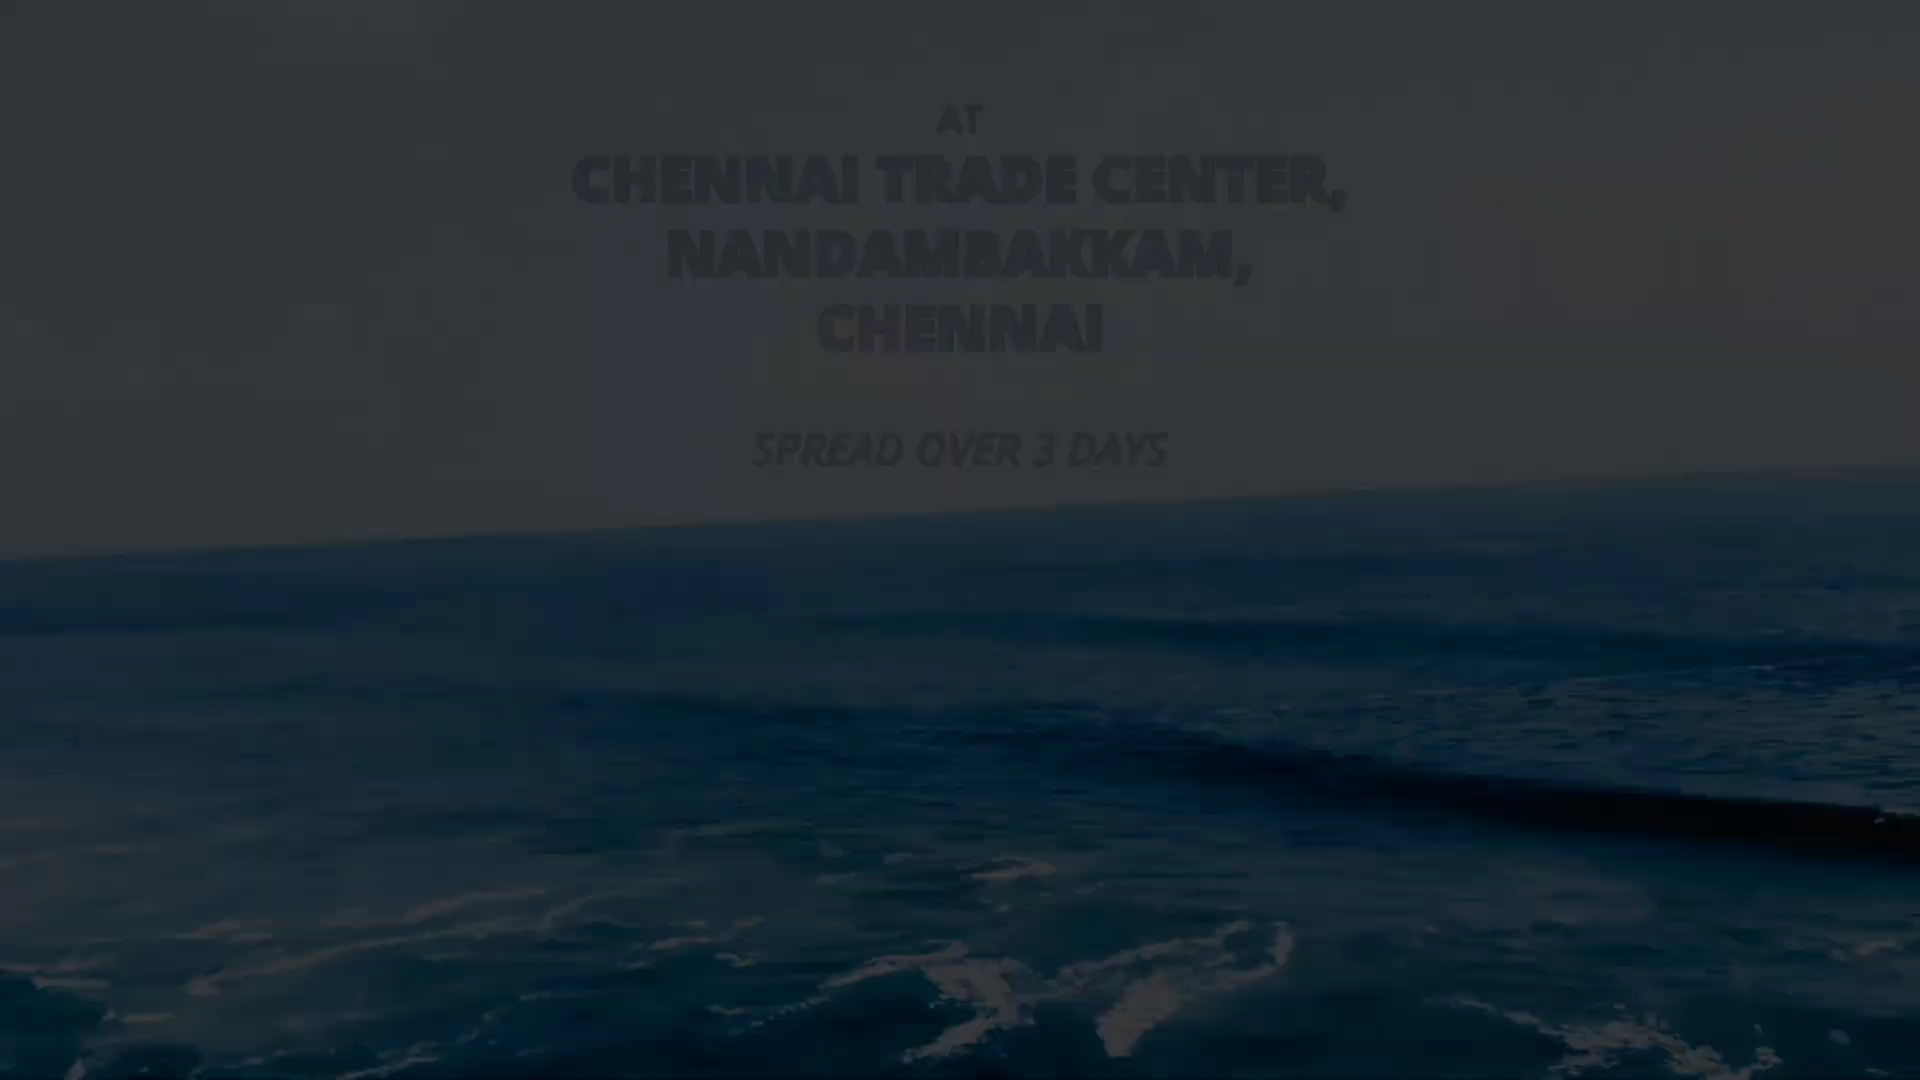 AT
CHENNAI TRADE CENTER,
NANDAMBAKKAM,
CHENNAI
SPREAD OVER 3 DAYS